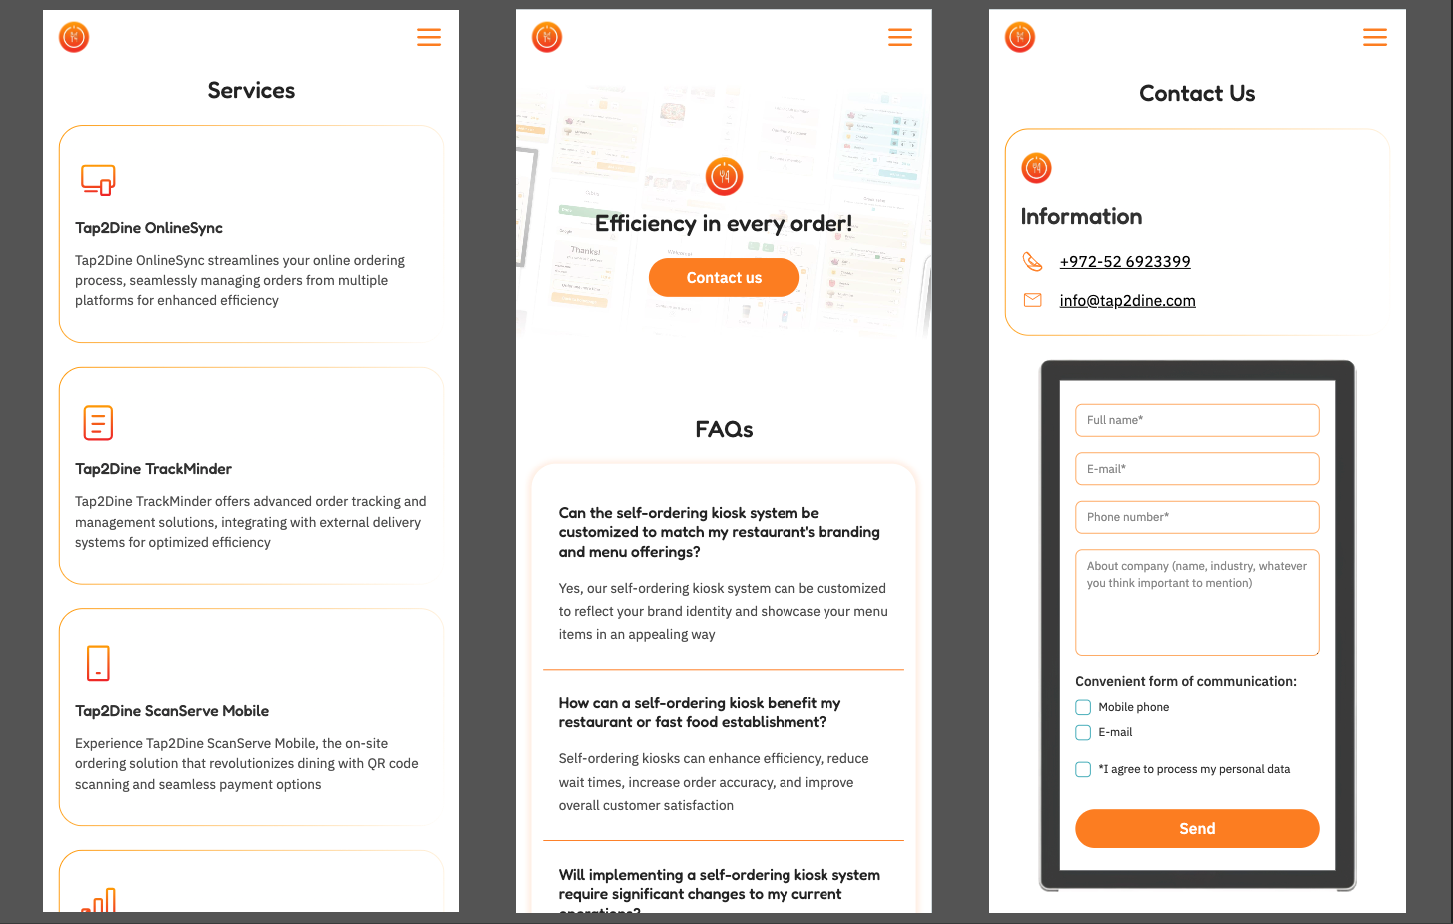 Services
Tap2Dine OnlineSync
Tap2Dine OnlineSync streamlines your online ordering
process, seamlessly managing orders from multiple
platforms for enhanced efficiency
Tap2Dine TrackMinder
Tap2Dine TrackMinder offers advanced order tracking and
management solutions, integrating with external delivery
systems for optimized efficiency
Tap2Dine ScanServe Mobile
Experience Tap2Dine ScanServe Mobile, the on-site
ordering solution that revolutionizes dining with QR code
scanning and seamless payment options
Efficiency in every order!
Thanks!
Contact us
FAQs
Can the self-ordering kiosk system be
customized to match my restaurant's branding
and menu offerings?
Yes, our self-ordering kiosk system can be customized
to reflect your brand identity and showcase your menu
items in an appealing way
How can a self-ordering kiosk benefit my
restaurant or fast food establishment?
Self-ordering kiosks can enhance efficiency, reduce
wait times, increase order accuracy, and improve
overall customer satisfaction
Will implementing a self-ordering kiosk system
require significant changes to my current
operations?
Contact Us
Information
+972-52 6923399
info@tap2dine.com
Full name*
E-mail*
Phone number*
About company (name, industry, whatever
you think important to mention)
Convenient form of communication:
Mobile phone
E-mail
*I agree to process my personal data
Send